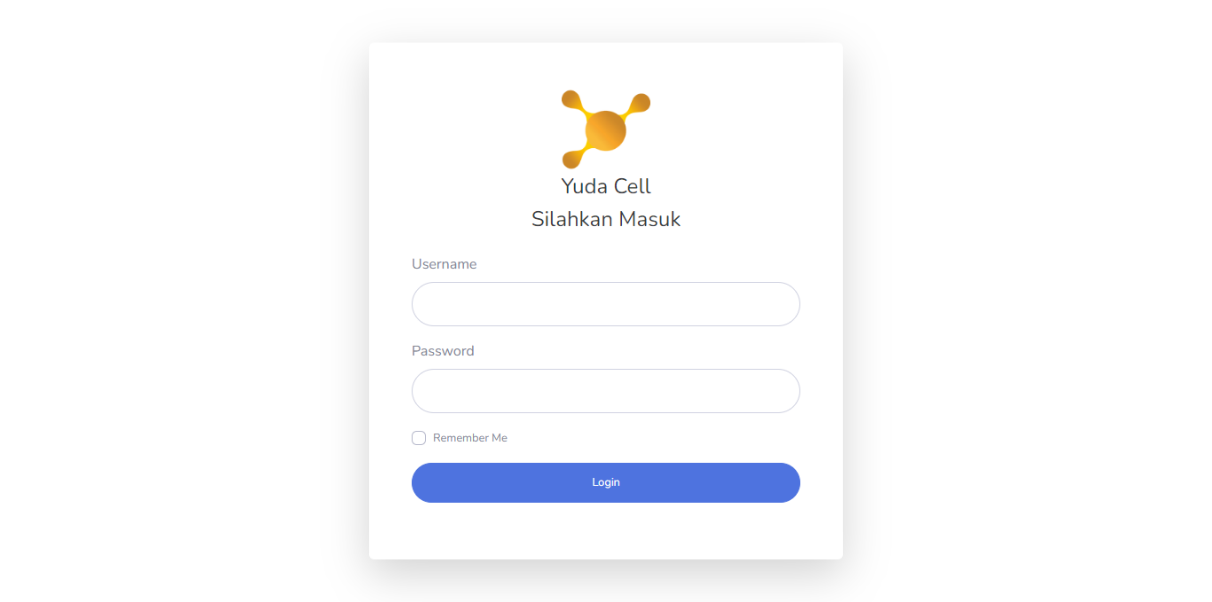 Yuda Cell
Silahkan Masuk
Username
Password
Remember Me
Login